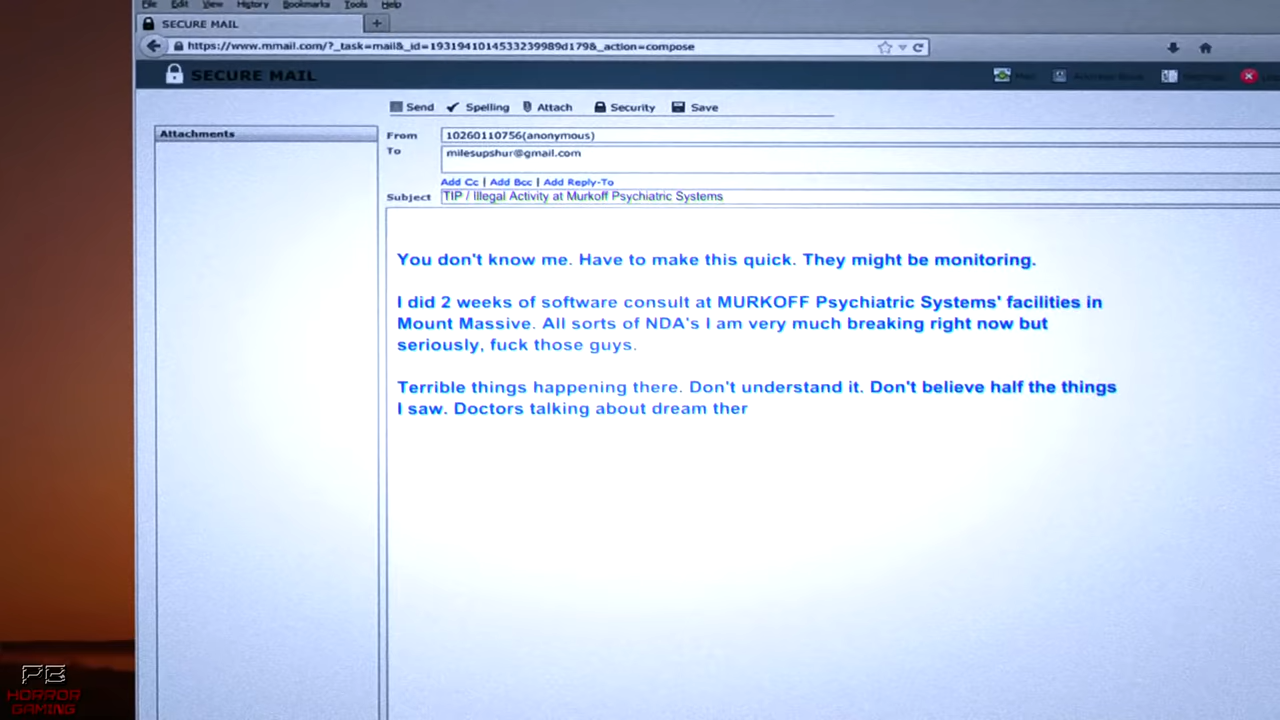 File Edit View History Bookmarks Tools Help
SECURE MAIL
https://www.mmail.com/?_task=mail&_id=1931941014533239989d179&_action=compose
SECURE MAIL
Send Spelling Attach Security Save
Attachments
From 10260110756(anonymous)
To milesupshur@gmail.com
Add Cc | Add Bcc | Add Reply-To
Subject TIP / Illegal Activity at Murkoff Psychiatric Systems
You don't know me. Have to make this quick. They might be monitoring.
I did 2 weeks of software consult at MURKOFF Psychiatric Systems' facilities in
Mount Massive. All sorts of NDA's I am very much breaking right now but
seriously, fuck those guys.
Terrible things happening there. Don't understand it. Don't believe half the things
I saw. Doctors talking about dream ther
PB
HORROR
GAMING